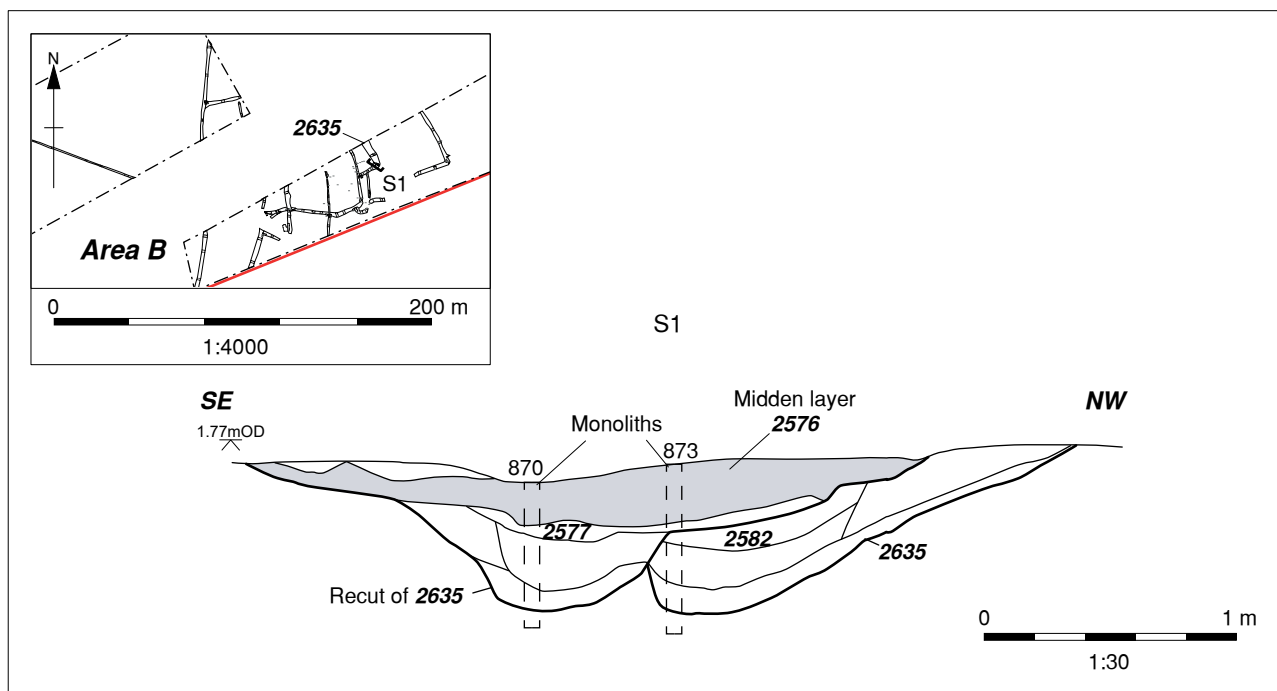 N
2635
S1
Area B
0 200 m
1:4000
S1
SE
NW
1.77mOD
Midden layer
2576
Monoliths
870
873
2577
2582
2635
Recut of 2635
0 1 m
1:30